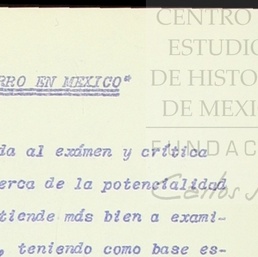 CENTRO
ESTUDIO
DE HISTO
DE MEXI
FUNDAC
Carlos
RRO EN MEXICO"
da al exámen y crítica
erca de la potencialidad
tiende más bien a exami-
, teniendo como base es-